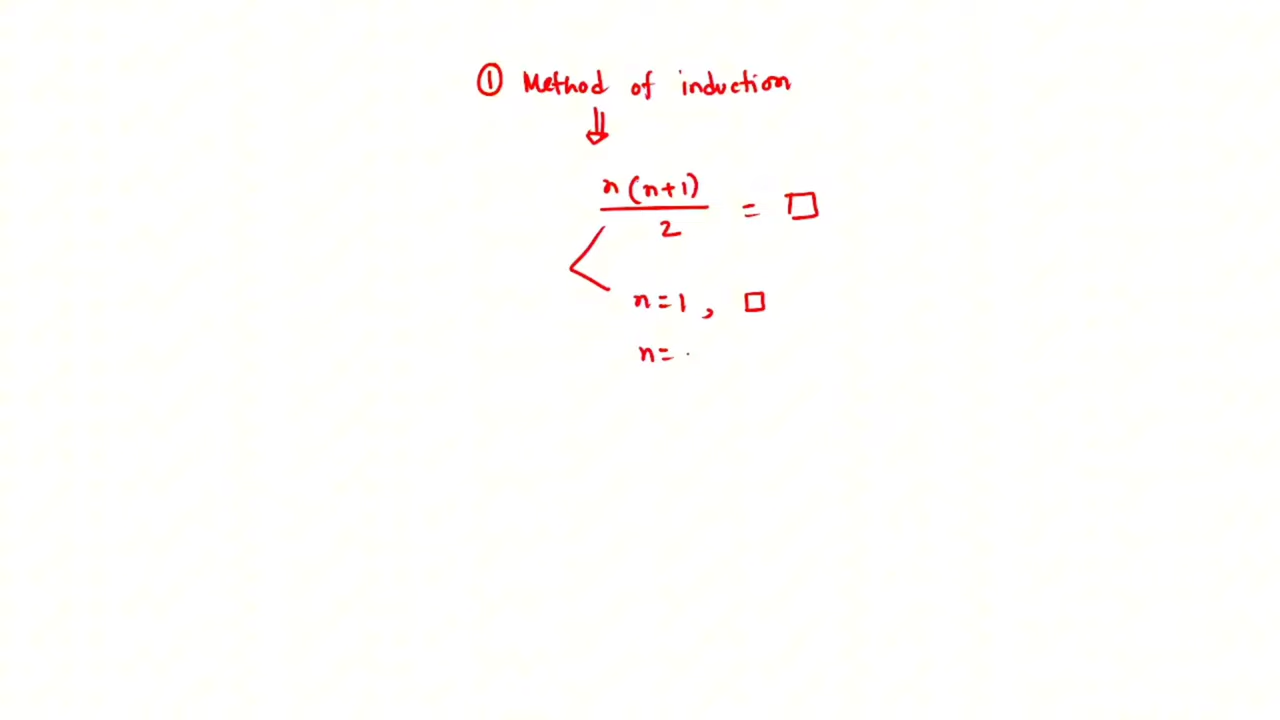 ① Method of induction
⇓
n(n+1)/2 = □
n=1, □
n=